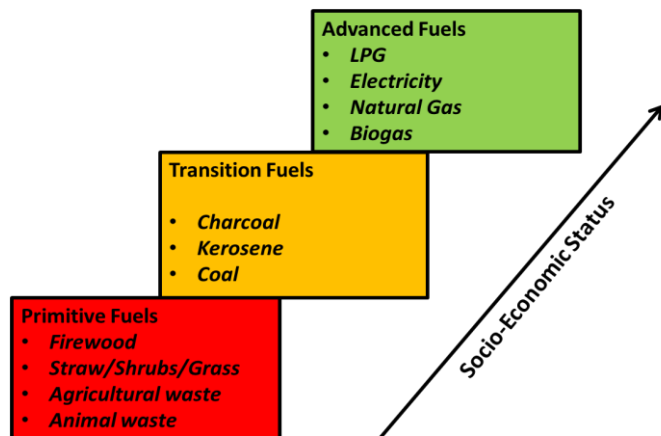 Advanced Fuels
• LPG
• Electricity
• Natural Gas
• Biogas
Transition Fuels
• Charcoal
• Kerosene
• Coal
Primitive Fuels
• Firewood
• Straw/Shrubs/Grass
• Agricultural waste
• Animal waste
Socio-Economic Status